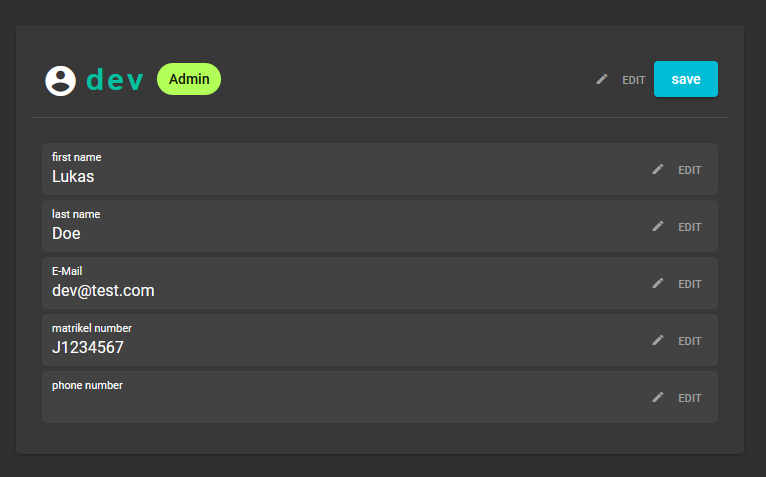 dev Admin EDIT save
first name
Lukas EDIT
last name
Doe EDIT
E-Mail
dev@test.com EDIT
matrikel number
J1234567 EDIT
phone number
EDIT